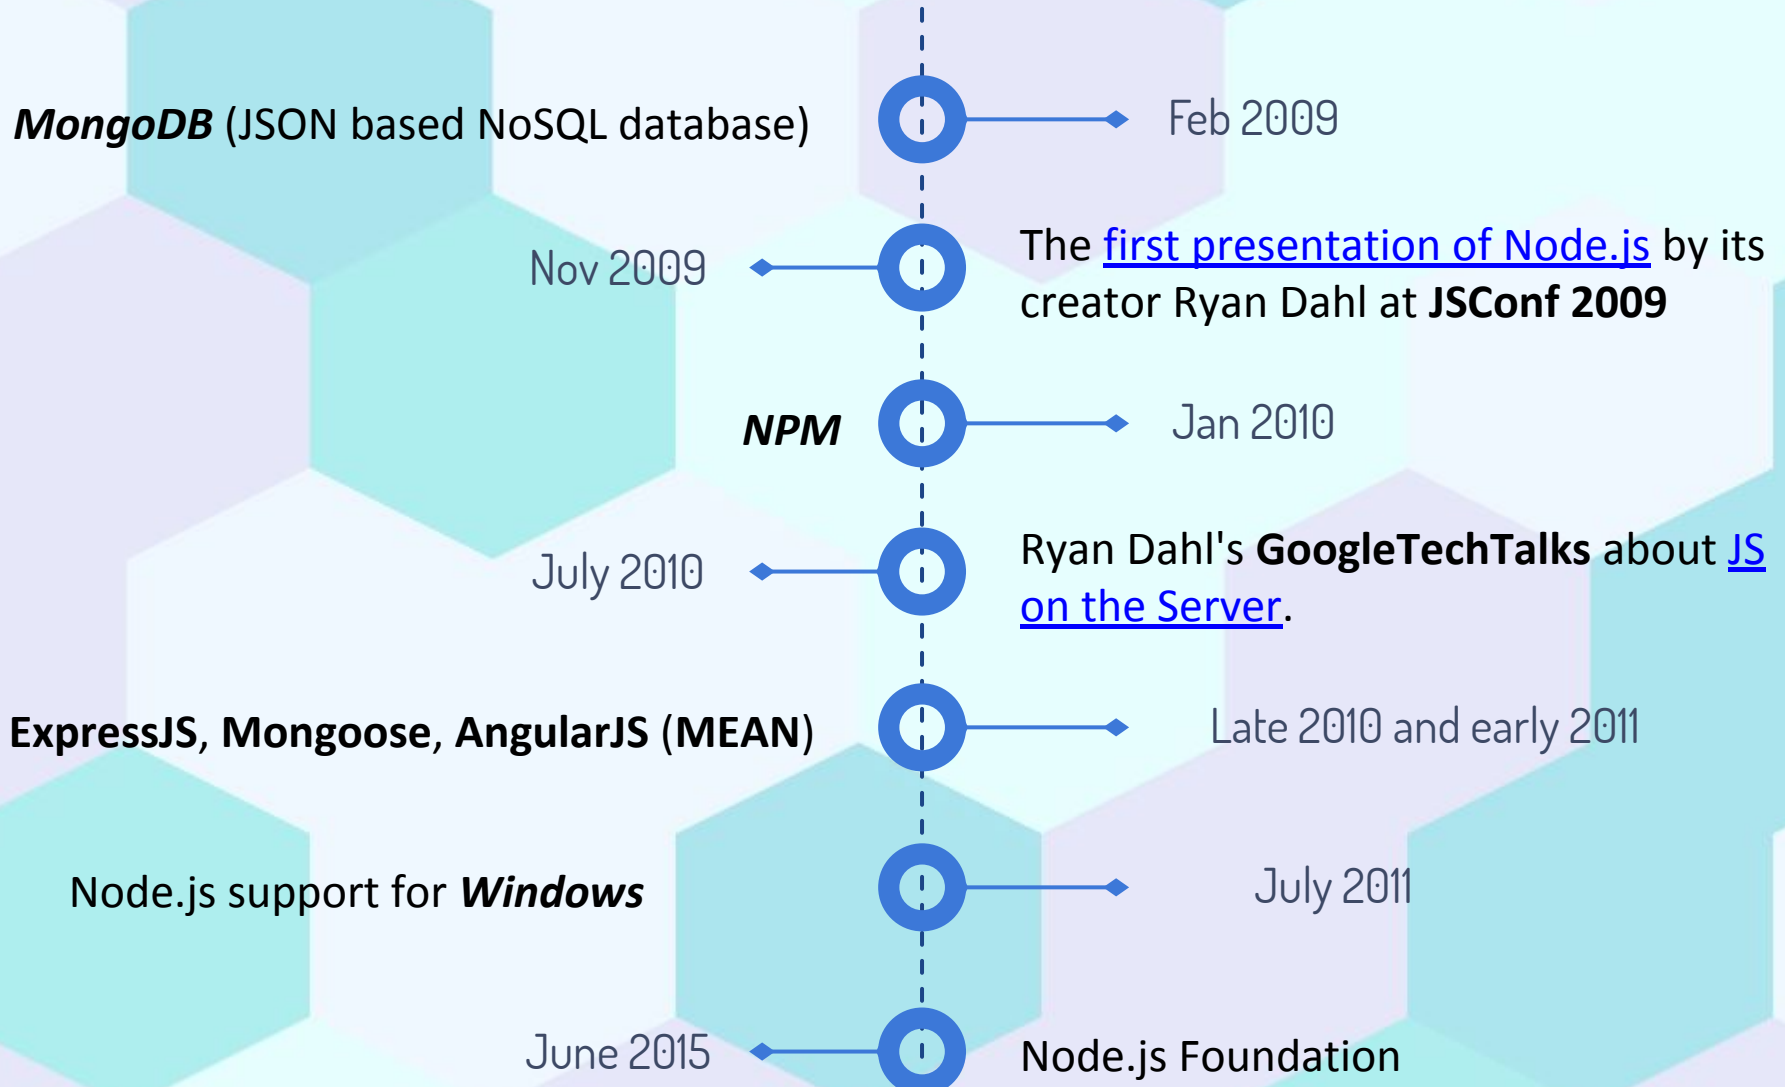 MongoDB (JSON based NoSQL database)
Feb 2009
Nov 2009
The first presentation of Node.js by its
creator Ryan Dahl at JSConf 2009
NPM
Jan 2010
July 2010
Ryan Dahl's GoogleTechTalks about JS
on the Server.
ExpressJS, Mongoose, AngularJS (MEAN)
Late 2010 and early 2011
Node.js support for Windows
July 2011
June 2015
Node.js Foundation